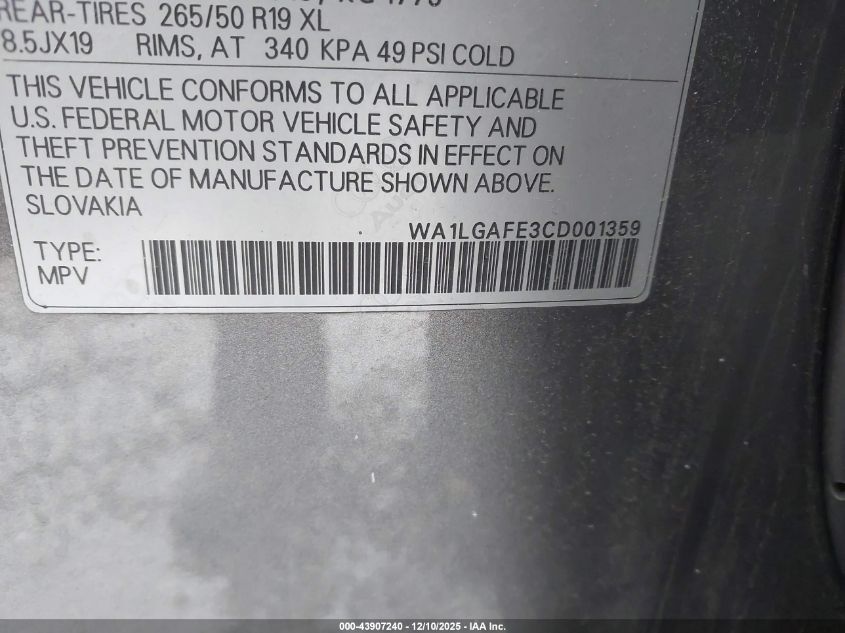 REAR-TIRES 265/50 R19 XL
8.5JX19 RIMS, AT 340 KPA 49 PSI COLD
THIS VEHICLE CONFORMS TO ALL APPLICABLE
U.S. FEDERAL MOTOR VEHICLE SAFETY AND
THEFT PREVENTION STANDARDS IN EFFECT ON
THE DATE OF MANUFACTURE SHOWN ABOVE.
SLOVAKIA
WA1LGAFE3CD001359
TYPE:
MPV
000-43907240 - 12/10/2025 - IAA Inc.